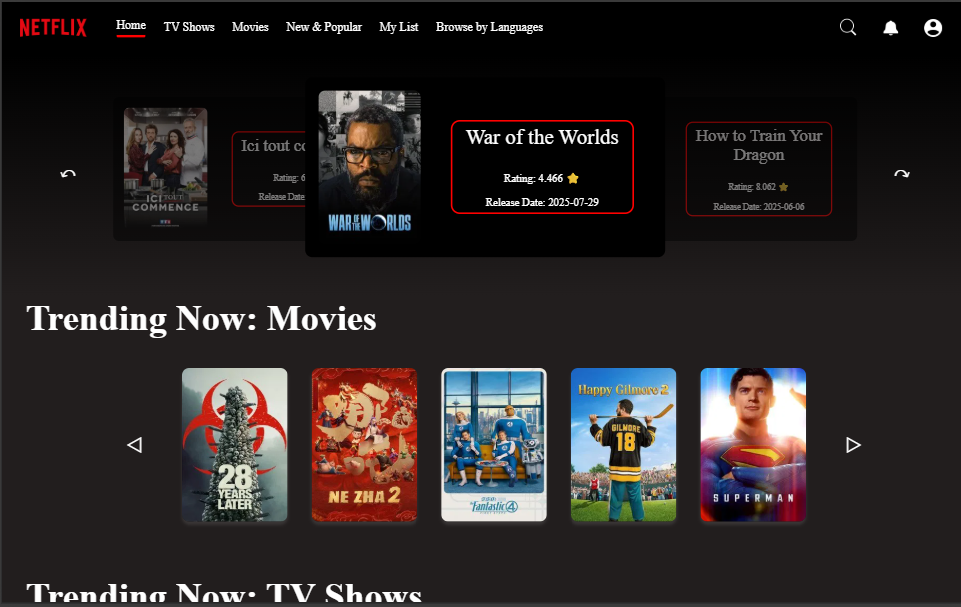 NETFLIX
Home TV Shows Movies New & Popular My List Browse by Languages
ICI TOUT
COMMENCE
TF1
Ici tout co
Rating: 6
Release Date:
WAR OF THE WORLDS
War of the Worlds
Rating: 4.466
Release Date: 2025-07-29
How to Train Your
Dragon
Rating: 8.062
Release Date: 2025-06-06
Trending Now: Movies
28
YEARS
LATER
NE ZHA 2
Fantastic 4
Happy Gilmore 2
GILMORE
18
SUPERMAN
Trending Now: TV Shows